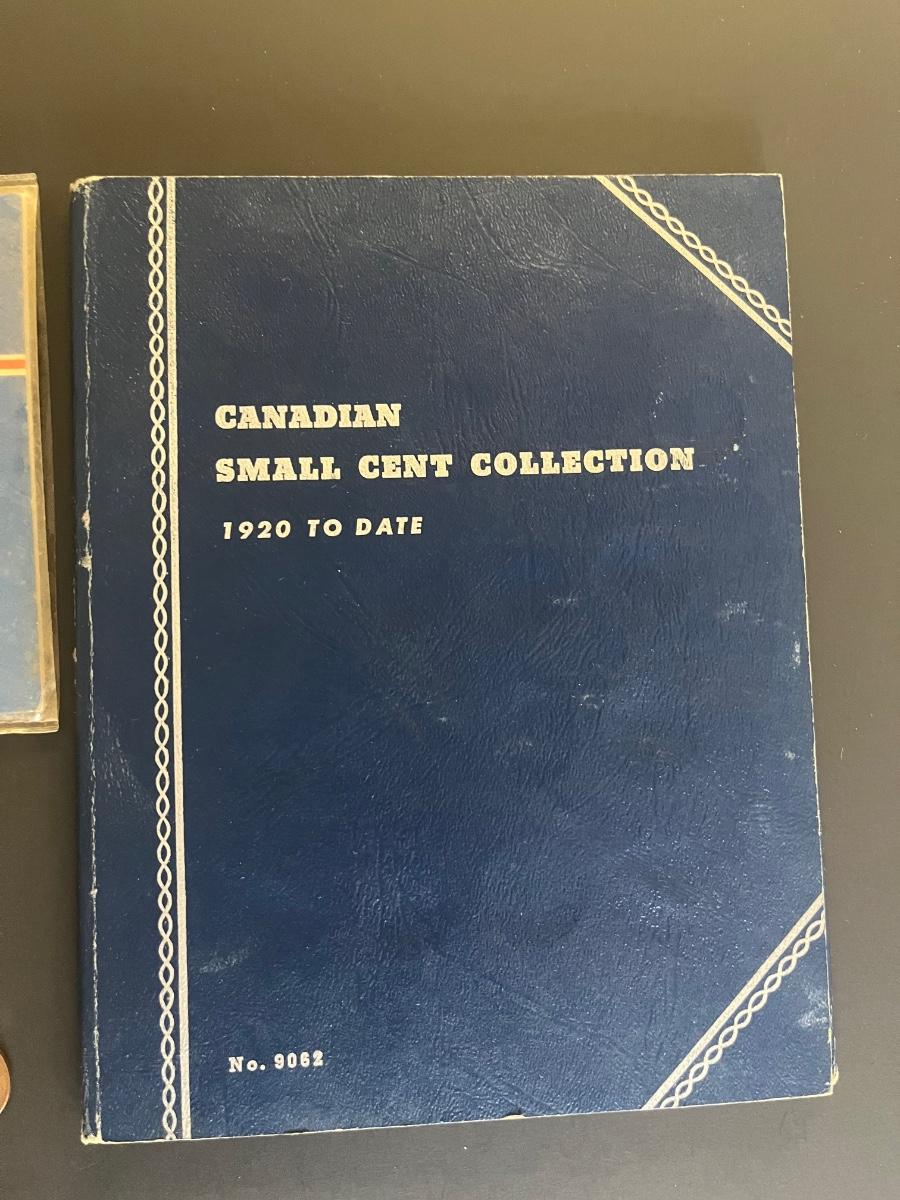 CANADIAN
SMALL CENT COLLECTION
1920 TO DATE
No. 9062